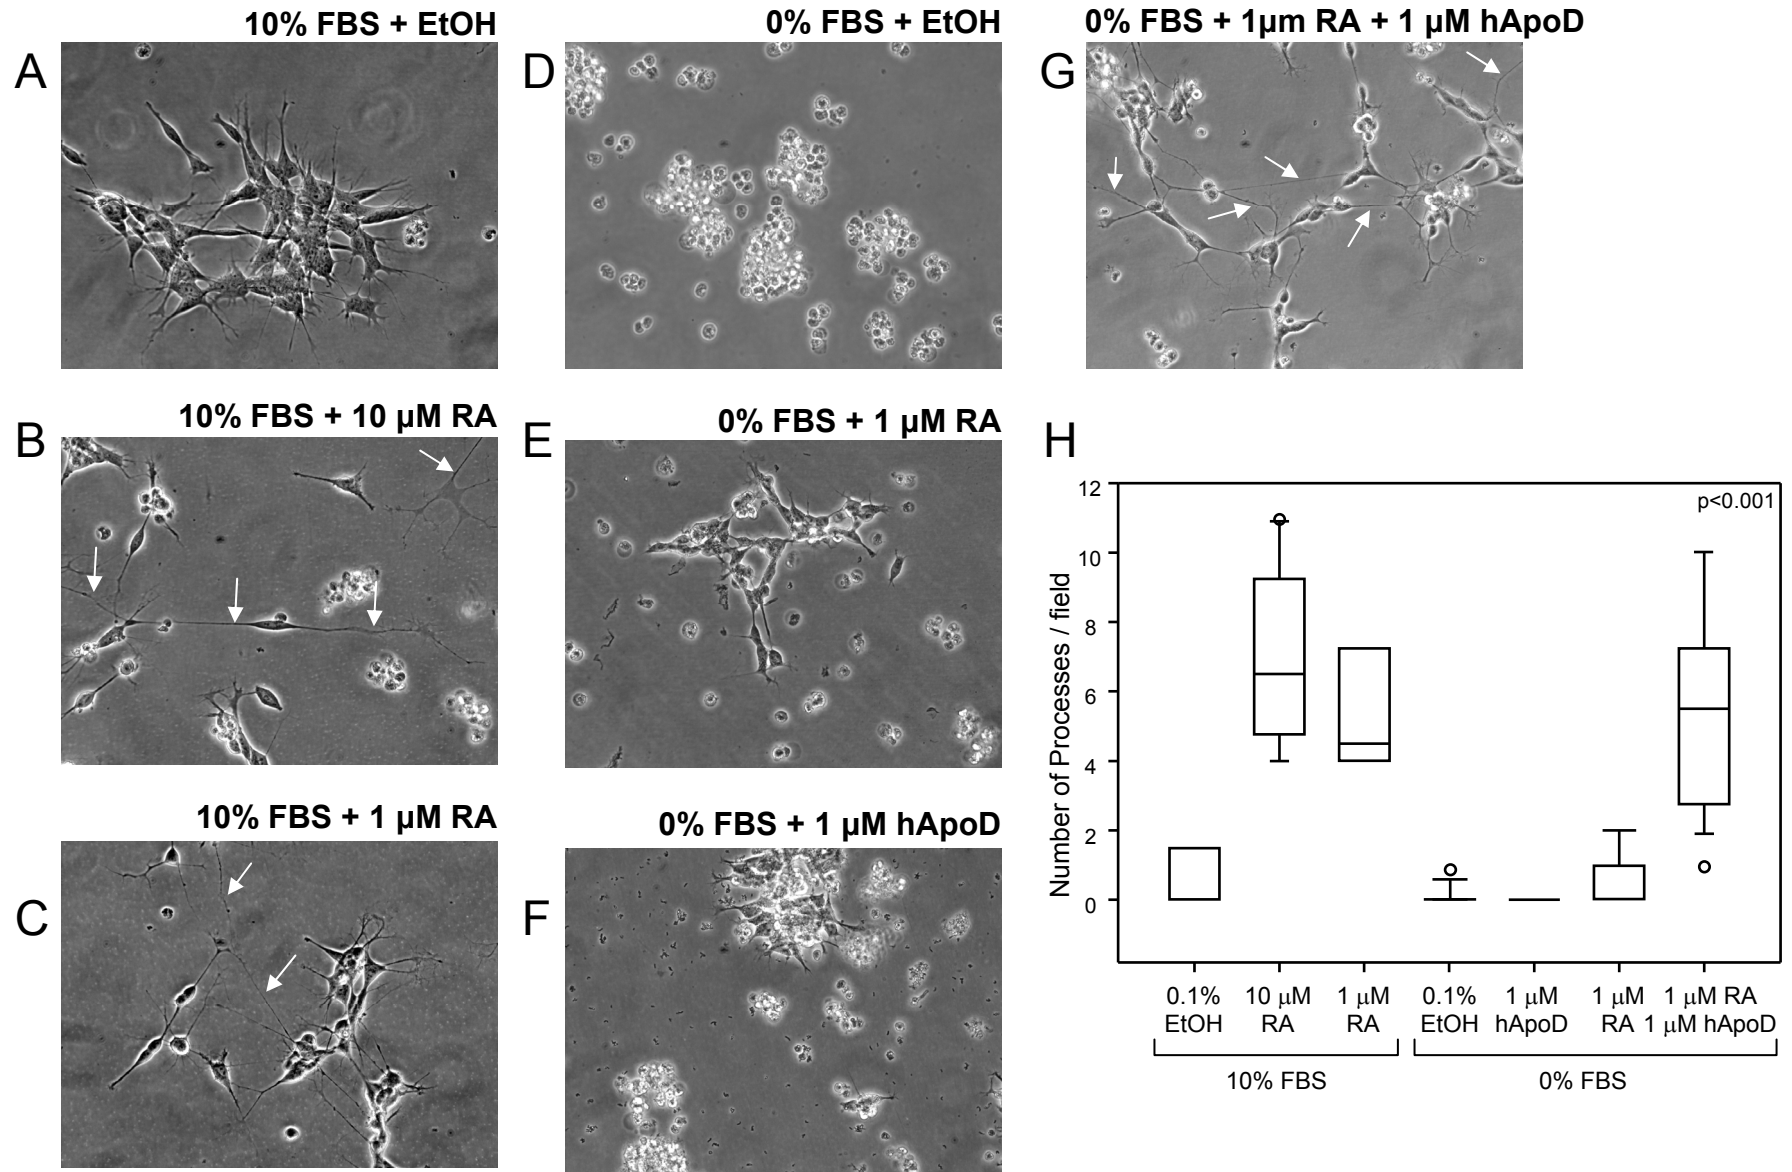 10% FBS + EtOH
A
0% FBS + EtOH
D
0% FBS + 1µm RA + 1 µM hApoD
G
10% FBS + 10 µM RA
B
0% FBS + 1 µM RA
E
10% FBS + 1 µM RA
C
0% FBS + 1 µM hApoD
F
H
Number of Processes / field
12
10
8
6
4
2
0
p<0.001
0.1%
EtOH
10 µM
RA
1 µM
RA
0.1%
EtOH
1 µM
hApoD
1 µM
RA
1 µM RA
1 µM hApoD
10% FBS
0% FBS